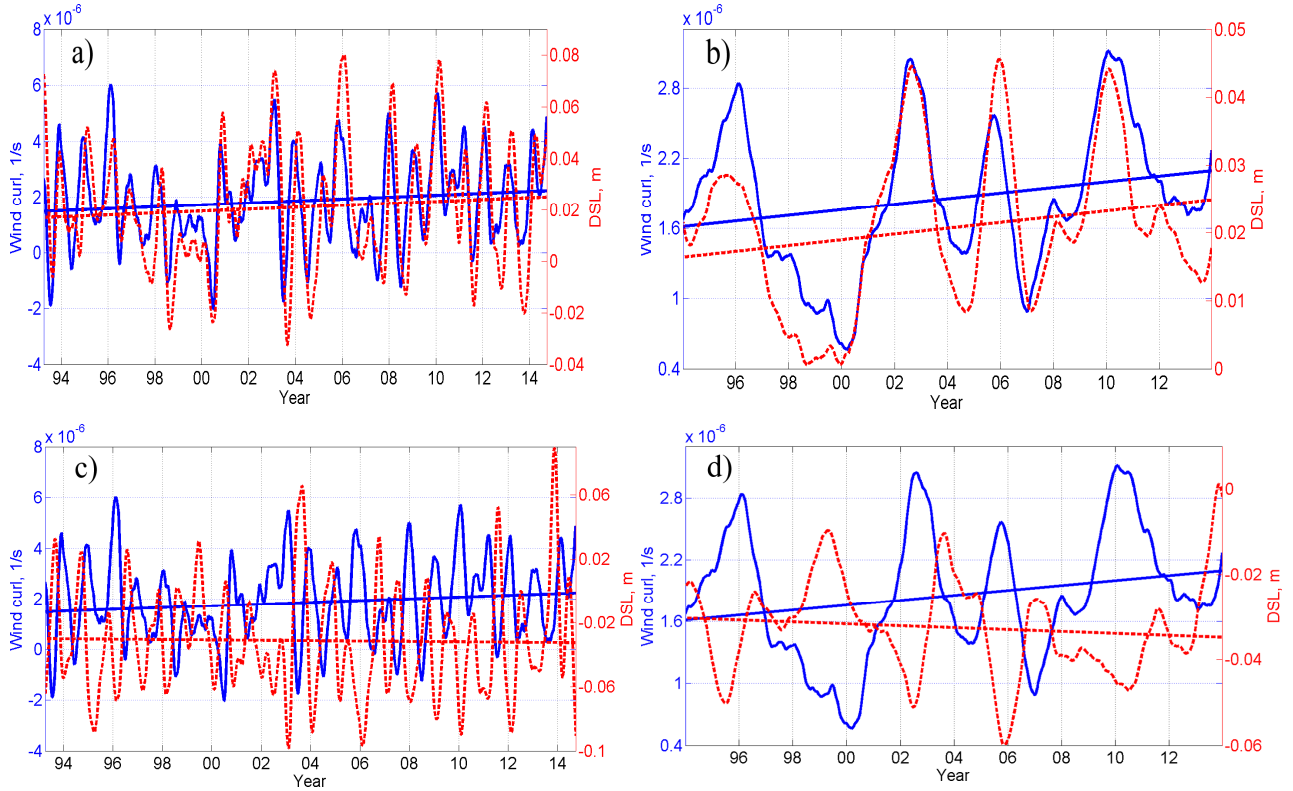 x 10⁻⁶
a)
8
6
4
2
0
-2
-4
Wind curl, 1/s
0.08
0.06
0.04
0.02
0
-0.02
-0.04
DSL, m
94 96 98 00 02 04 06 08 10 12 14
Year
x 10⁻⁶
b)
2.8
2.2
1.6
1
0.4
Wind curl, 1/s
0.05
0.04
0.03
0.02
0.01
0
DSL, m
96 98 00 02 04 06 08 10 12
Year
x 10⁻⁶
c)
8
6
4
2
0
-2
-4
Wind curl, 1/s
0.06
0.02
-0.02
-0.06
-0.1
DSL, m
94 96 98 00 02 04 06 08 10 12 14
Year
x 10⁻⁶
d)
2.8
2.2
1.6
1
0.4
Wind curl, 1/s
0
-0.02
-0.04
-0.06
DSL, m
96 98 00 02 04 06 08 10 12
Year